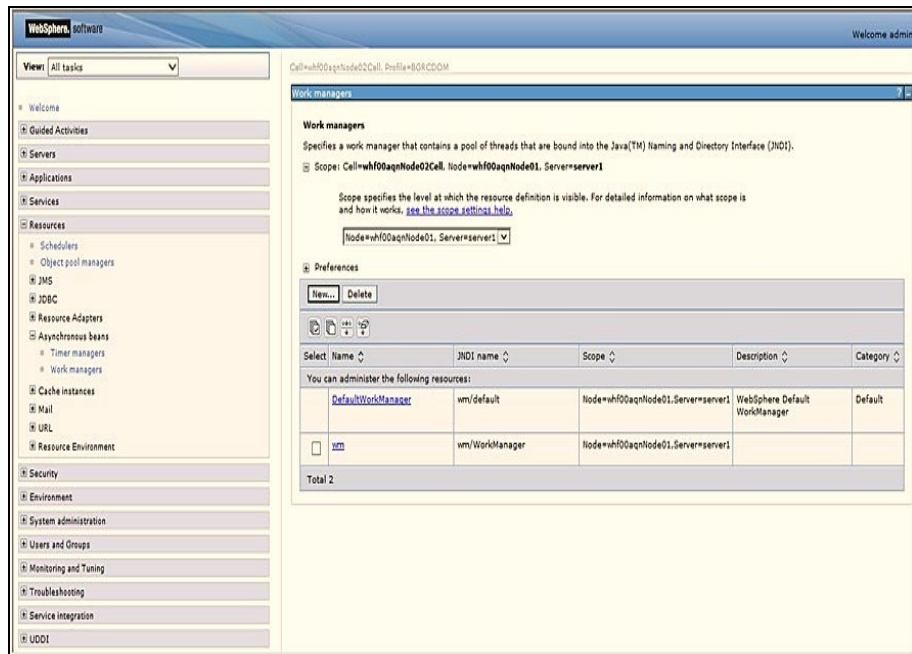 WebSphere. software
Welcome admin
View: All tasks
Cell=whf00aqnNode02Cell, Profile=BGRCDOM
Work managers
? -
Welcome
Guided Activities
Servers
Applications
Services
Resources
Schedulers
Object pool managers
JMS
JDBC
Resource Adapters
Asynchronous beans
Timer managers
Work managers
Cache instances
Mail
URL
Resource Environment
Security
Environment
System administration
Users and Groups
Monitoring and Tuning
Troubleshooting
Service integration
UDDI
Work managers
Specifies a work manager that contains a pool of threads that are bound into the Java(TM) Naming and Directory Interface (JNDI).
Scope: Cell=whf00aqnNode02Cell, Node=whf00aqnNode01, Server=server1
Scope specifies the level at which the resource definition is visible. For detailed information on what scope is
and how it works, see the scope settings help.
Node=whf00aqnNode01, Server=server1
Preferences
New... Delete
Select Name JNDI name Scope Description Category
You can administer the following resources:
DefaultWorkManager wm/default Node=whf00aqnNode01,Server=server1 WebSphere Default Default
WorkManager
wm wm/WorkManager Node=whf00aqnNode01,Server=server1
Total 2